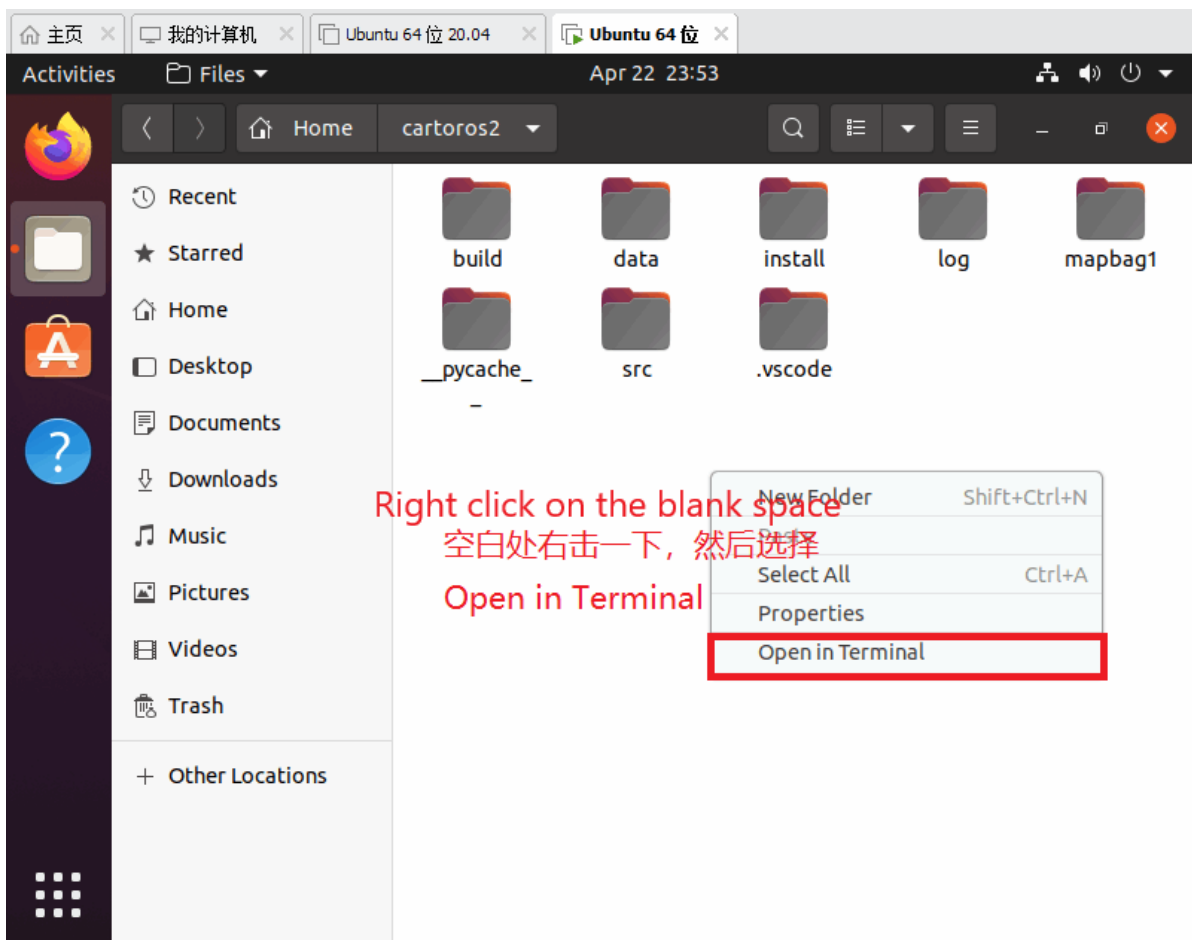 主页
我的计算机
Ubuntu 64 位 20.04
Ubuntu 64 位
Activities
Files
Apr 22 23:53
Home
cartoros2
Recent
Starred
Home
Desktop
Documents
Downloads
Music
Pictures
Videos
Trash
Other Locations
build
data
install
log
mapbag1
__pycache_
_
src
.vscode
Right click on the blank space
空白处右击一下，然后选择
Open in Terminal
New Folder Shift+Ctrl+N
Paste
Select All Ctrl+A
Properties
Open in Terminal